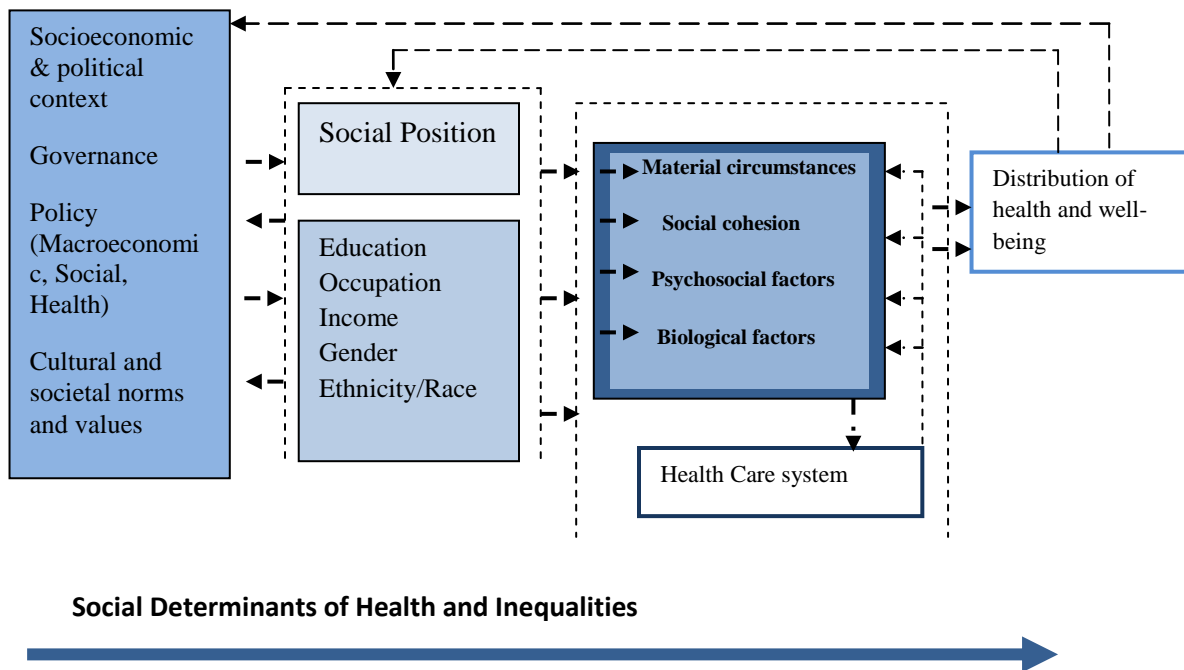 Socioeconomic
& political
context
Governance
Policy
(Macroeconomi
c, Social,
Health)
Cultural and
societal norms
and values
Social Position
Education
Occupation
Income
Gender
Ethnicity/Race
Material circumstances
Social cohesion
Psychosocial factors
Biological factors
Health Care system
Distribution of
health and well-
being
Social Determinants of Health and Inequalities